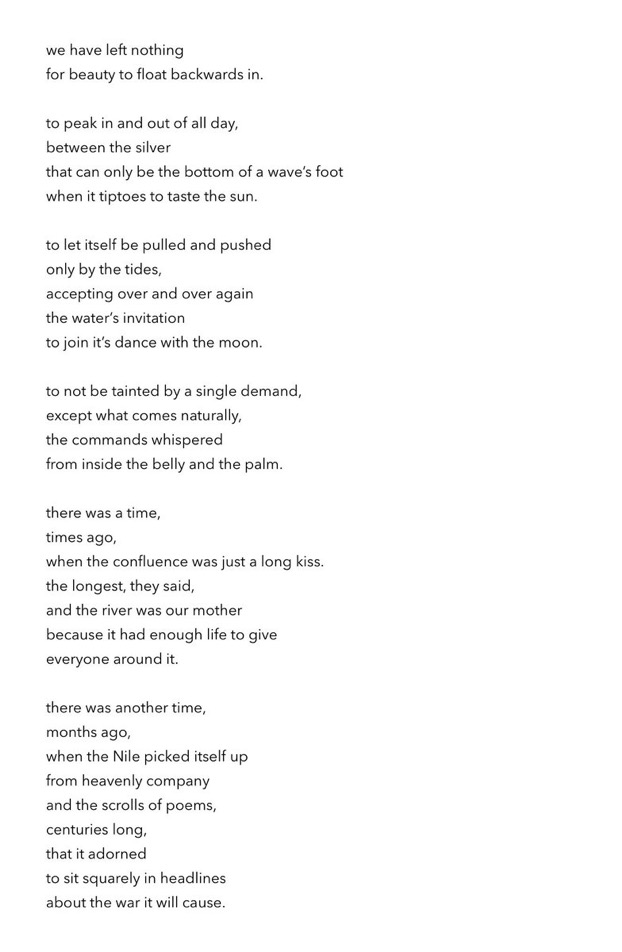 we have left nothing
for beauty to float backwards in.
to peak in and out of all day,
between the silver
that can only be the bottom of a wave’s foot
when it tiptoes to taste the sun.
to let itself be pulled and pushed
only by the tides,
accepting over and over again
the water’s invitation
to join it’s dance with the moon.
to not be tainted by a single demand,
except what comes naturally,
the commands whispered
from inside the belly and the palm.
there was a time,
times ago,
when the confluence was just a long kiss.
the longest, they said,
and the river was our mother
because it had enough life to give
everyone around it.
there was another time,
months ago,
when the Nile picked itself up
from heavenly company
and the scrolls of poems,
centuries long,
that it adorned
to sit squarely in headlines
about the war it will cause.